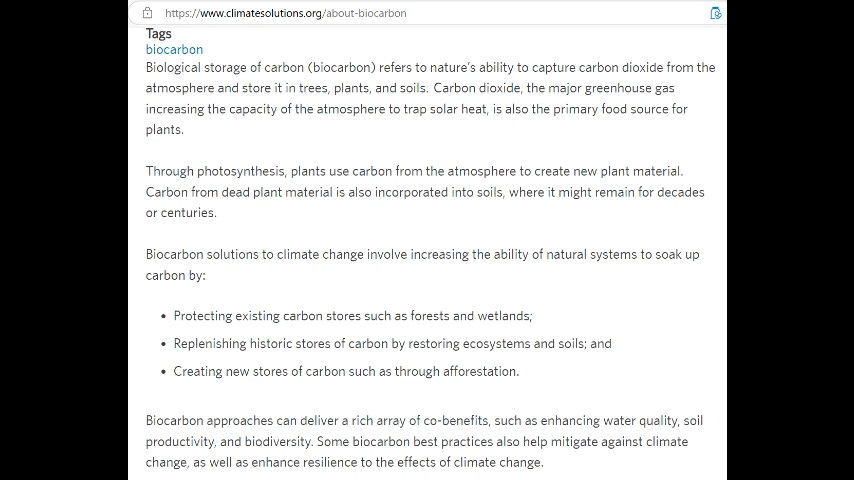 https://www.climatesolutions.org/about-biocarbon
Tags
biocarbon
Biological storage of carbon (biocarbon) refers to nature's ability to capture carbon dioxide from the
atmosphere and store it in trees, plants, and soils. Carbon dioxide, the major greenhouse gas
increasing the capacity of the atmosphere to trap solar heat, is also the primary food source for
plants.
Through photosynthesis, plants use carbon from the atmosphere to create new plant material.
Carbon from dead plant material is also incorporated into soils, where it might remain for decades
or centuries.
Biocarbon solutions to climate change involve increasing the ability of natural systems to soak up
carbon by:
• Protecting existing carbon stores such as forests and wetlands;
• Replenishing historic stores of carbon by restoring ecosystems and soils; and
• Creating new stores of carbon such as through afforestation.
Biocarbon approaches can deliver a rich array of co-benefits, such as enhancing water quality, soil
productivity, and biodiversity. Some biocarbon best practices also help mitigate against climate
change, as well as enhance resilience to the effects of climate change.